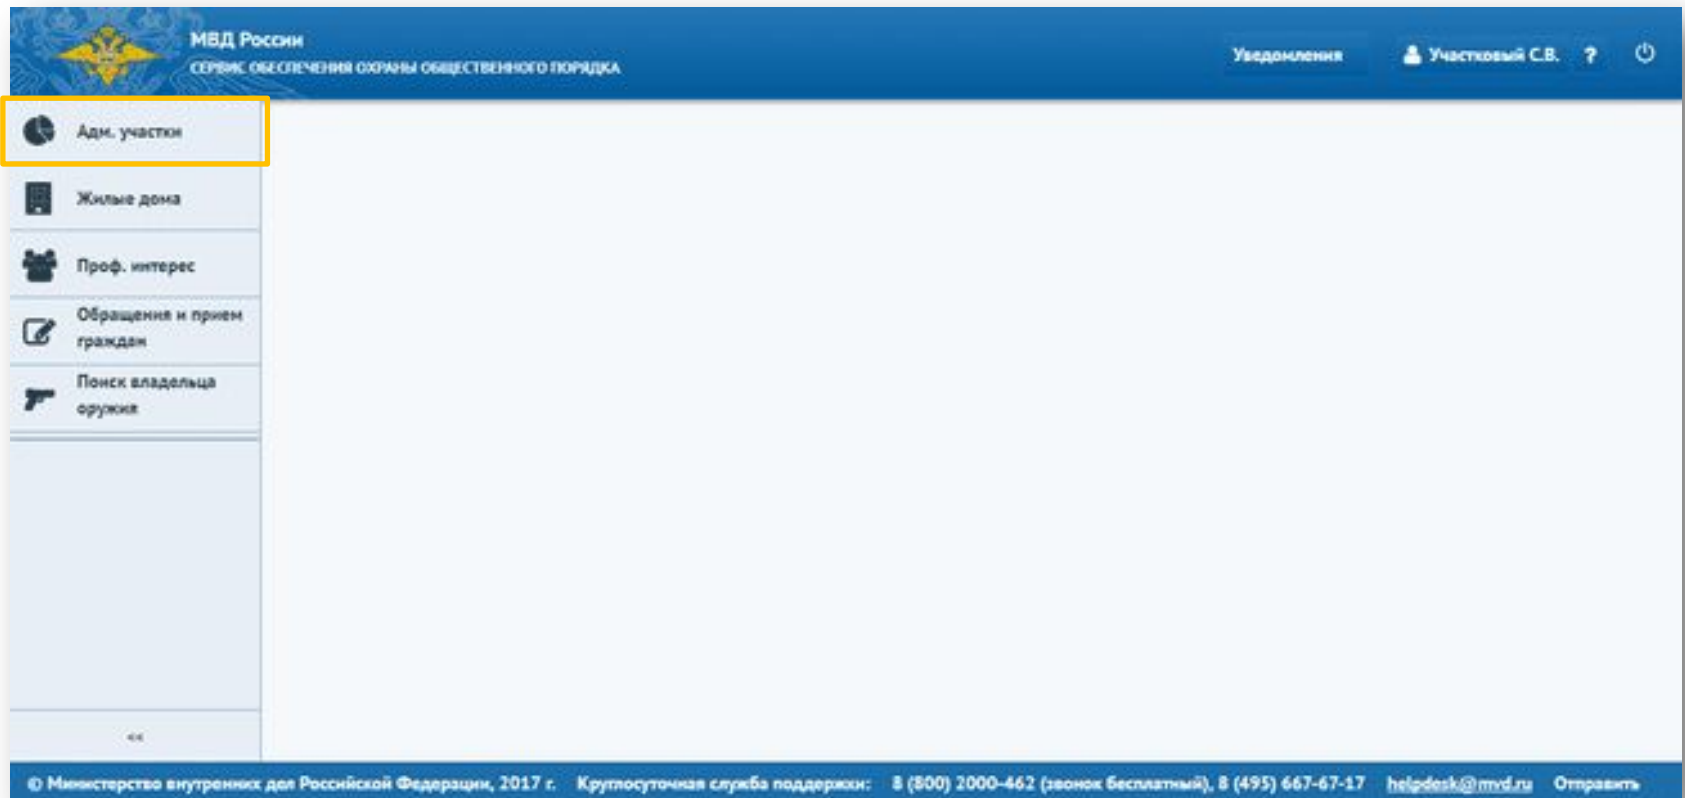 МВД России
СЕРВИС ОБЕСПЕЧЕНИЯ ОХРАНЫ ОБЩЕСТВЕННОГО ПОРЯДКА
Уведомления Участковый С.В. ?
Адм. участки
Жилые дома
Проф. интерес
Обращения и прием
граждан
Поиск владельца
оружия
<<
© Министерство внутренних дел Российской Федерации, 2017 г. Круглосуточная служба поддержки: 8 (800) 2000-462 (звонок бесплатный), 8 (495) 667-67-17 helpdesk@mvd.ru Отправить